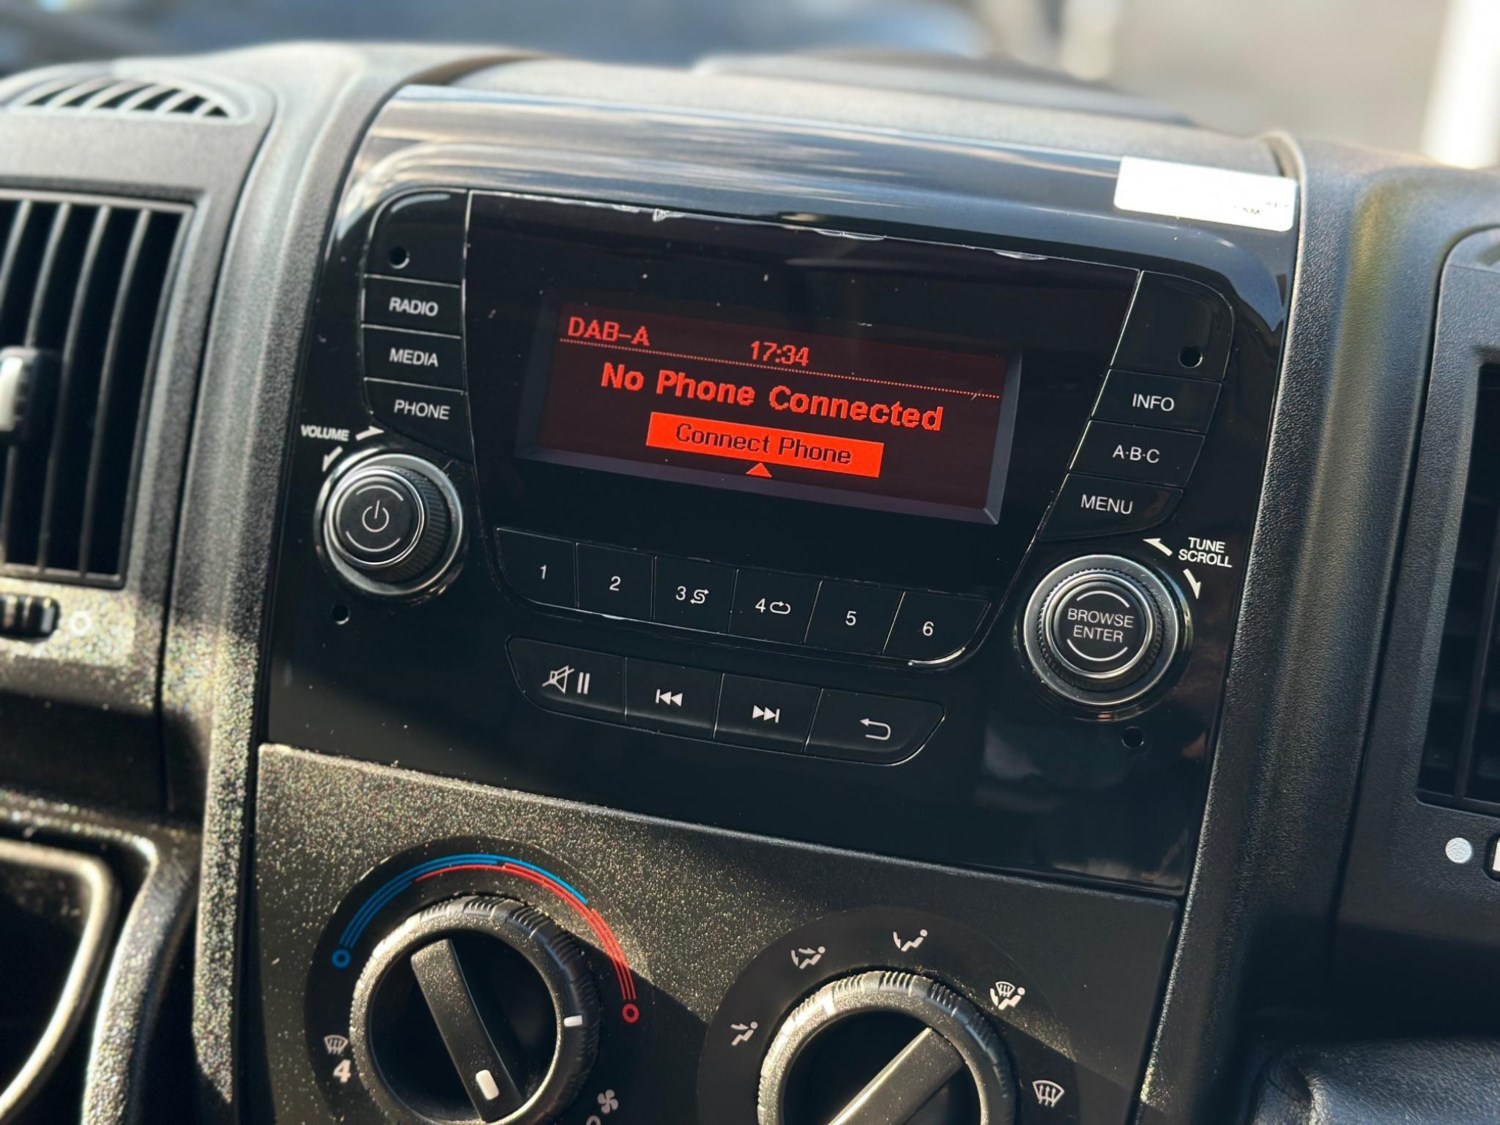 DAB-A
17:34
No Phone Connected
Connect Phone
RADIO
MEDIA
PHONE
VOLUME
INFO
A·B·C
MENU
TUNE
SCROLL
BROWSE
ENTER
1
2
3
4
5
6
4